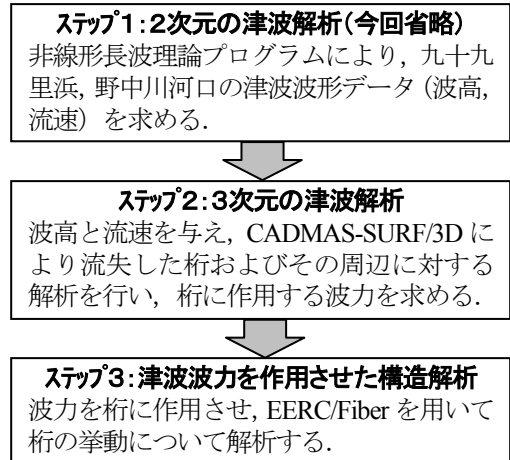 ステップ1：2次元の津波解析（今回省略）
非線形長波理論プログラムにより，九十九
里浜，野中川河口の津波波形データ（波高，
流速）を求める．
ステップ2：3次元の津波解析
波高と流速を与え，CADMAS-SURF/3D に
より流失した桁およびその周辺に対する
解析を行い，桁に作用する波力を求める．
ステップ3：津波波力を作用させた構造解析
波力を桁に作用させ，EERC/Fiber を用いて
桁の挙動について解析する．